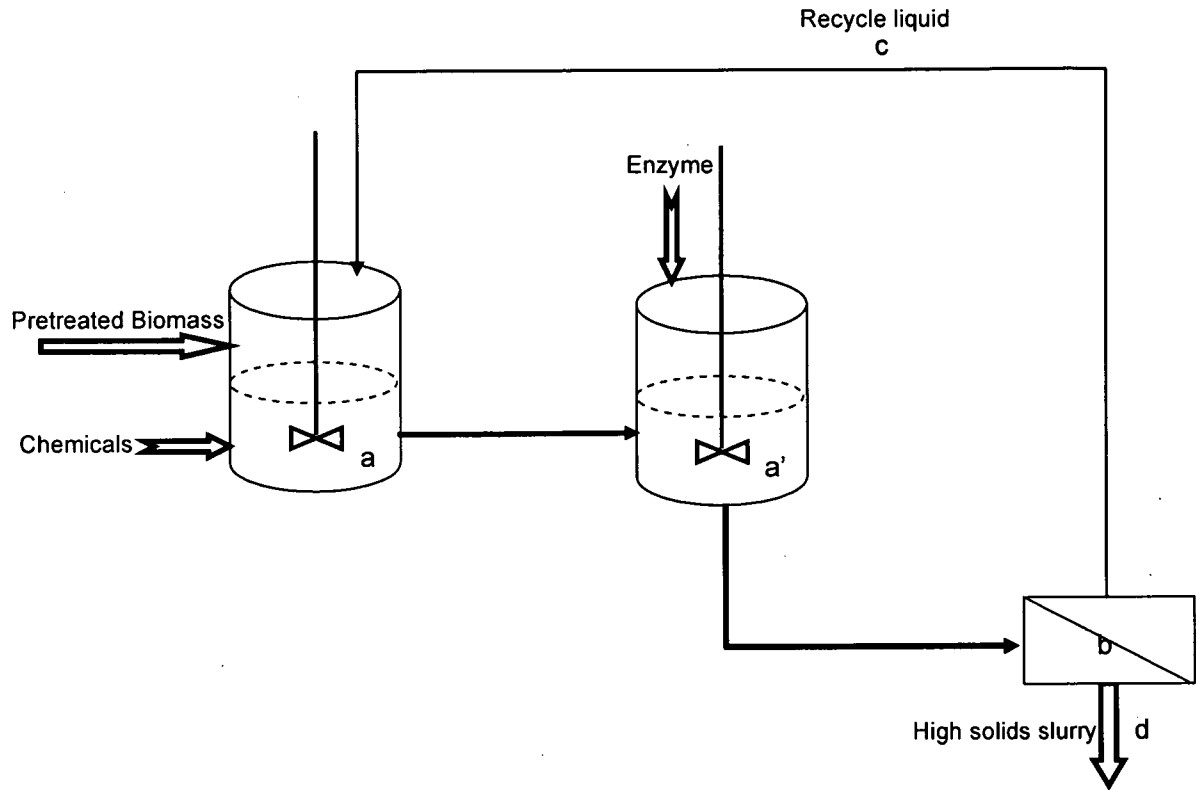 Recycle liquid
c
Enzyme
Pretreated Biomass
Chemicals
a
a'
b
High solids slurry
d